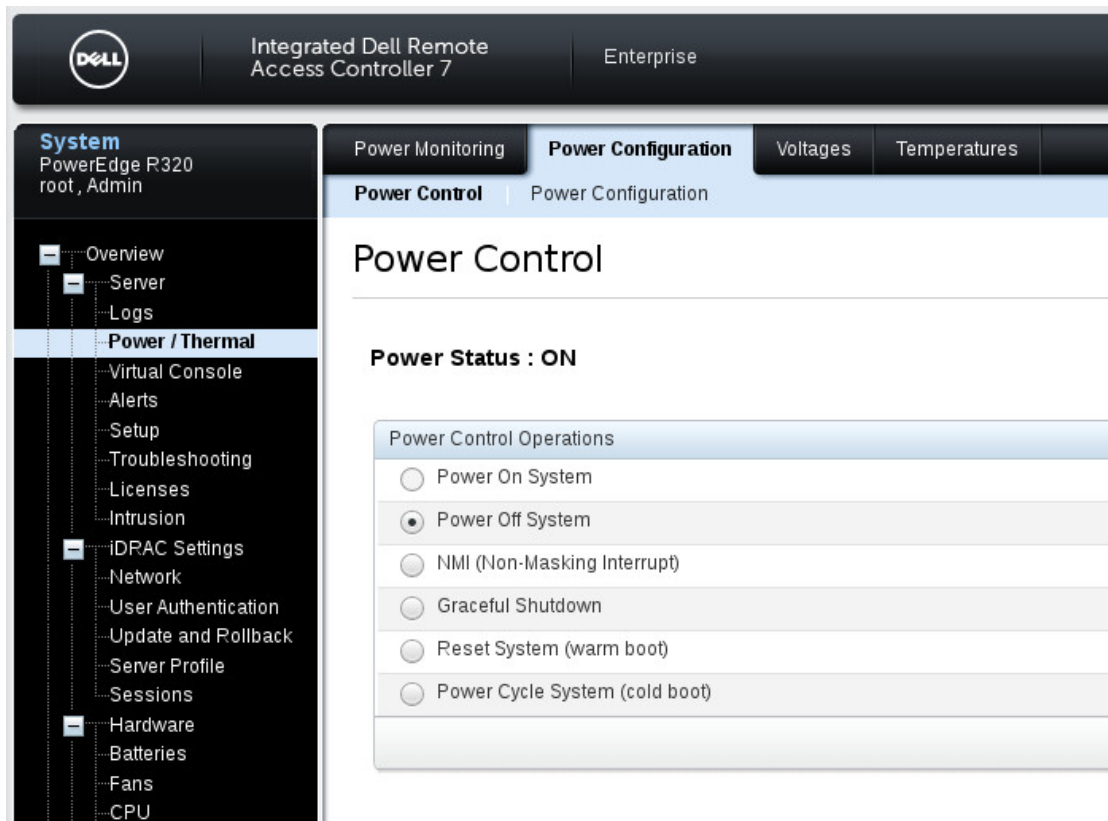 DELL
Integrated Dell Remote
Access Controller 7
Enterprise
System
PowerEdge R320
root , Admin
Overview
Server
Logs
Power / Thermal
Virtual Console
Alerts
Setup
Troubleshooting
Licenses
Intrusion
iDRAC Settings
Network
User Authentication
Update and Rollback
Server Profile
Sessions
Hardware
Batteries
Fans
CPU
Power Monitoring
Power Configuration
Voltages
Temperatures
Power Control
Power Configuration
Power Control
Power Status : ON
Power Control Operations
Power On System
Power Off System
NMI (Non-Masking Interrupt)
Graceful Shutdown
Reset System (warm boot)
Power Cycle System (cold boot)